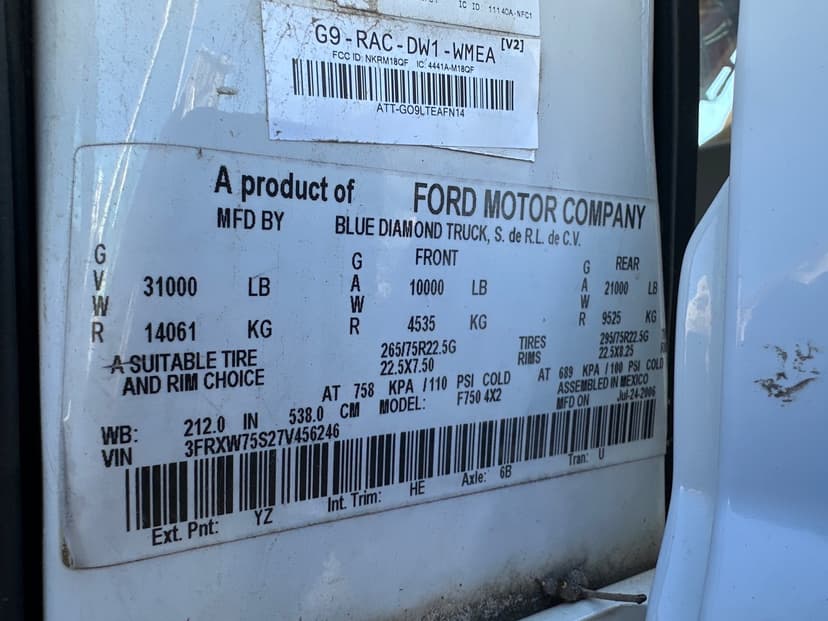 IC ID 11140A-NFC1
G9-RAC-DW1-WMEA [V2]
FCC ID: NKRM18QF IC: 4441A-M18QF
ATT-GO9LTEAFN14
A product of FORD MOTOR COMPANY
MFD BY BLUE DIAMOND TRUCK, S. de R.L. de C.V.
GVWR 31000 LB 14061 KG
FRONT GAWR 10000 LB 4535 KG
REAR GAWR 21000 LB 9525 KG
A SUITABLE TIRE 265/75R22.5G TIRES 295/75R22.5G
AND RIM CHOICE 22.5X7.50 RIMS 22.5X8.25
AT 758 KPA /110 PSI COLD AT 689 KPA /100 PSI COLD
WB: 212.0 IN 538.0 CM MODEL: F750 4X2 ASSEMBLED IN MEXICO
VIN 3FRXW75S27V456246 MFD ON Jul-24-2006
Ext. Pnt: YZ Int. Trim: HE Axle: 6B Tran: U